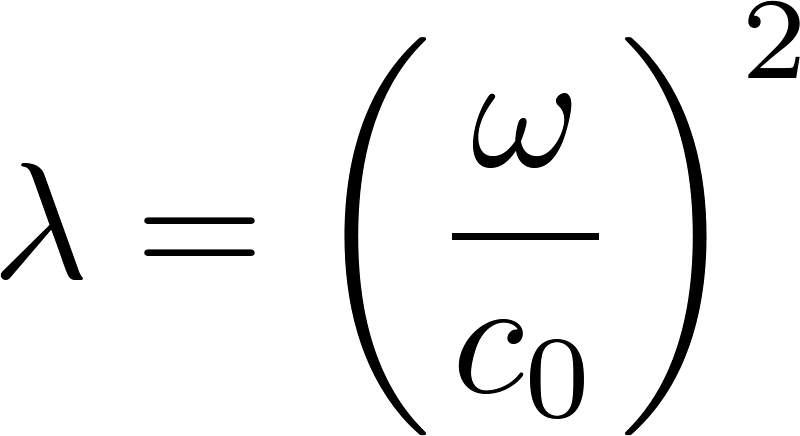 λ = (ω/c₀)²